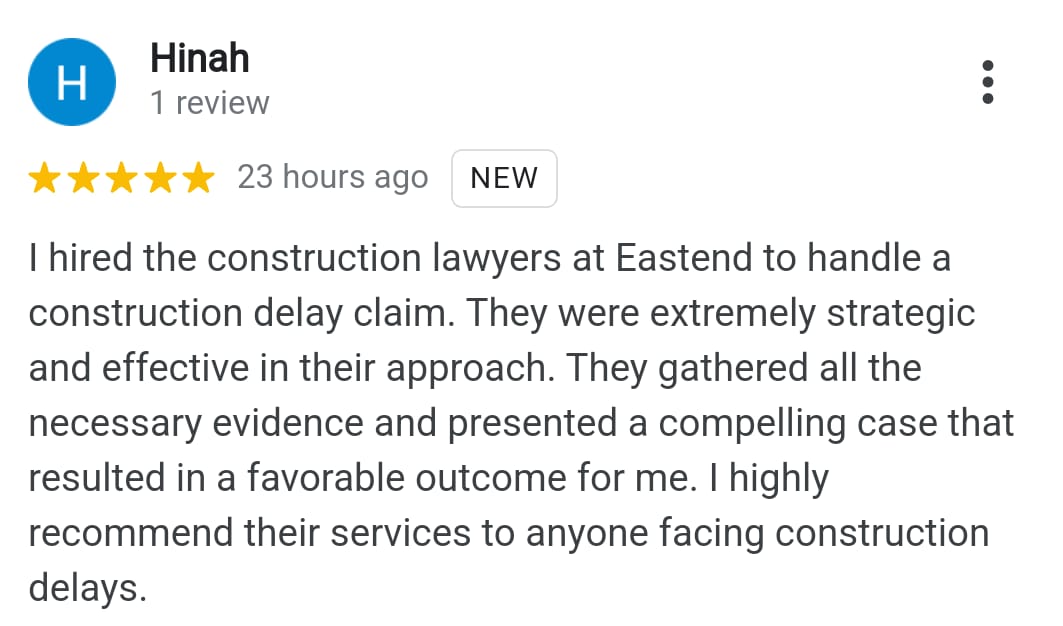 H
Hinah
1 review
23 hours ago NEW
I hired the construction lawyers at Eastend to handle a
construction delay claim. They were extremely strategic
and effective in their approach. They gathered all the
necessary evidence and presented a compelling case that
resulted in a favorable outcome for me. I highly
recommend their services to anyone facing construction
delays.